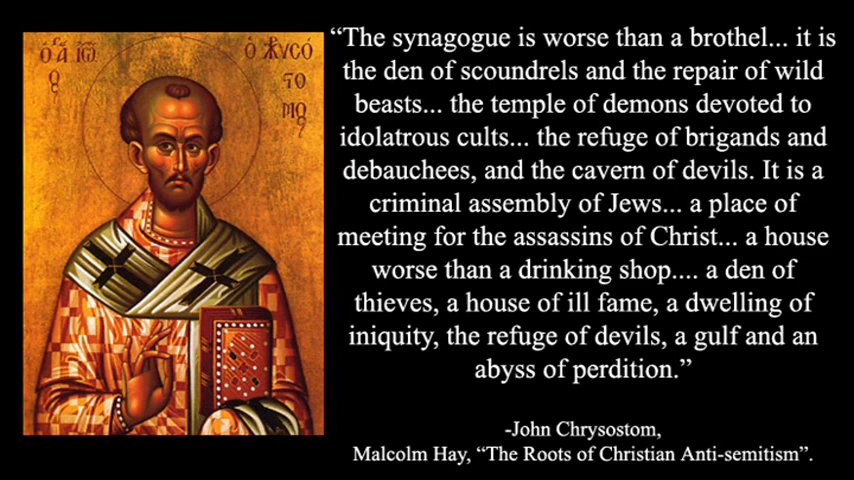 ὁ ἅ ἸΩ
ὁ ΧΥСΌ
ΤΟ
ΜΟ
“The synagogue is worse than a brothel... it is
the den of scoundrels and the repair of wild
beasts... the temple of demons devoted to
idolatrous cults... the refuge of brigands and
debauchees, and the cavern of devils. It is a
criminal assembly of Jews... a place of
meeting for the assassins of Christ... a house
worse than a drinking shop.... a den of
thieves, a house of ill fame, a dwelling of
iniquity, the refuge of devils, a gulf and an
abyss of perdition.”
-John Chrysostom,
Malcolm Hay, “The Roots of Christian Anti-semitism”.